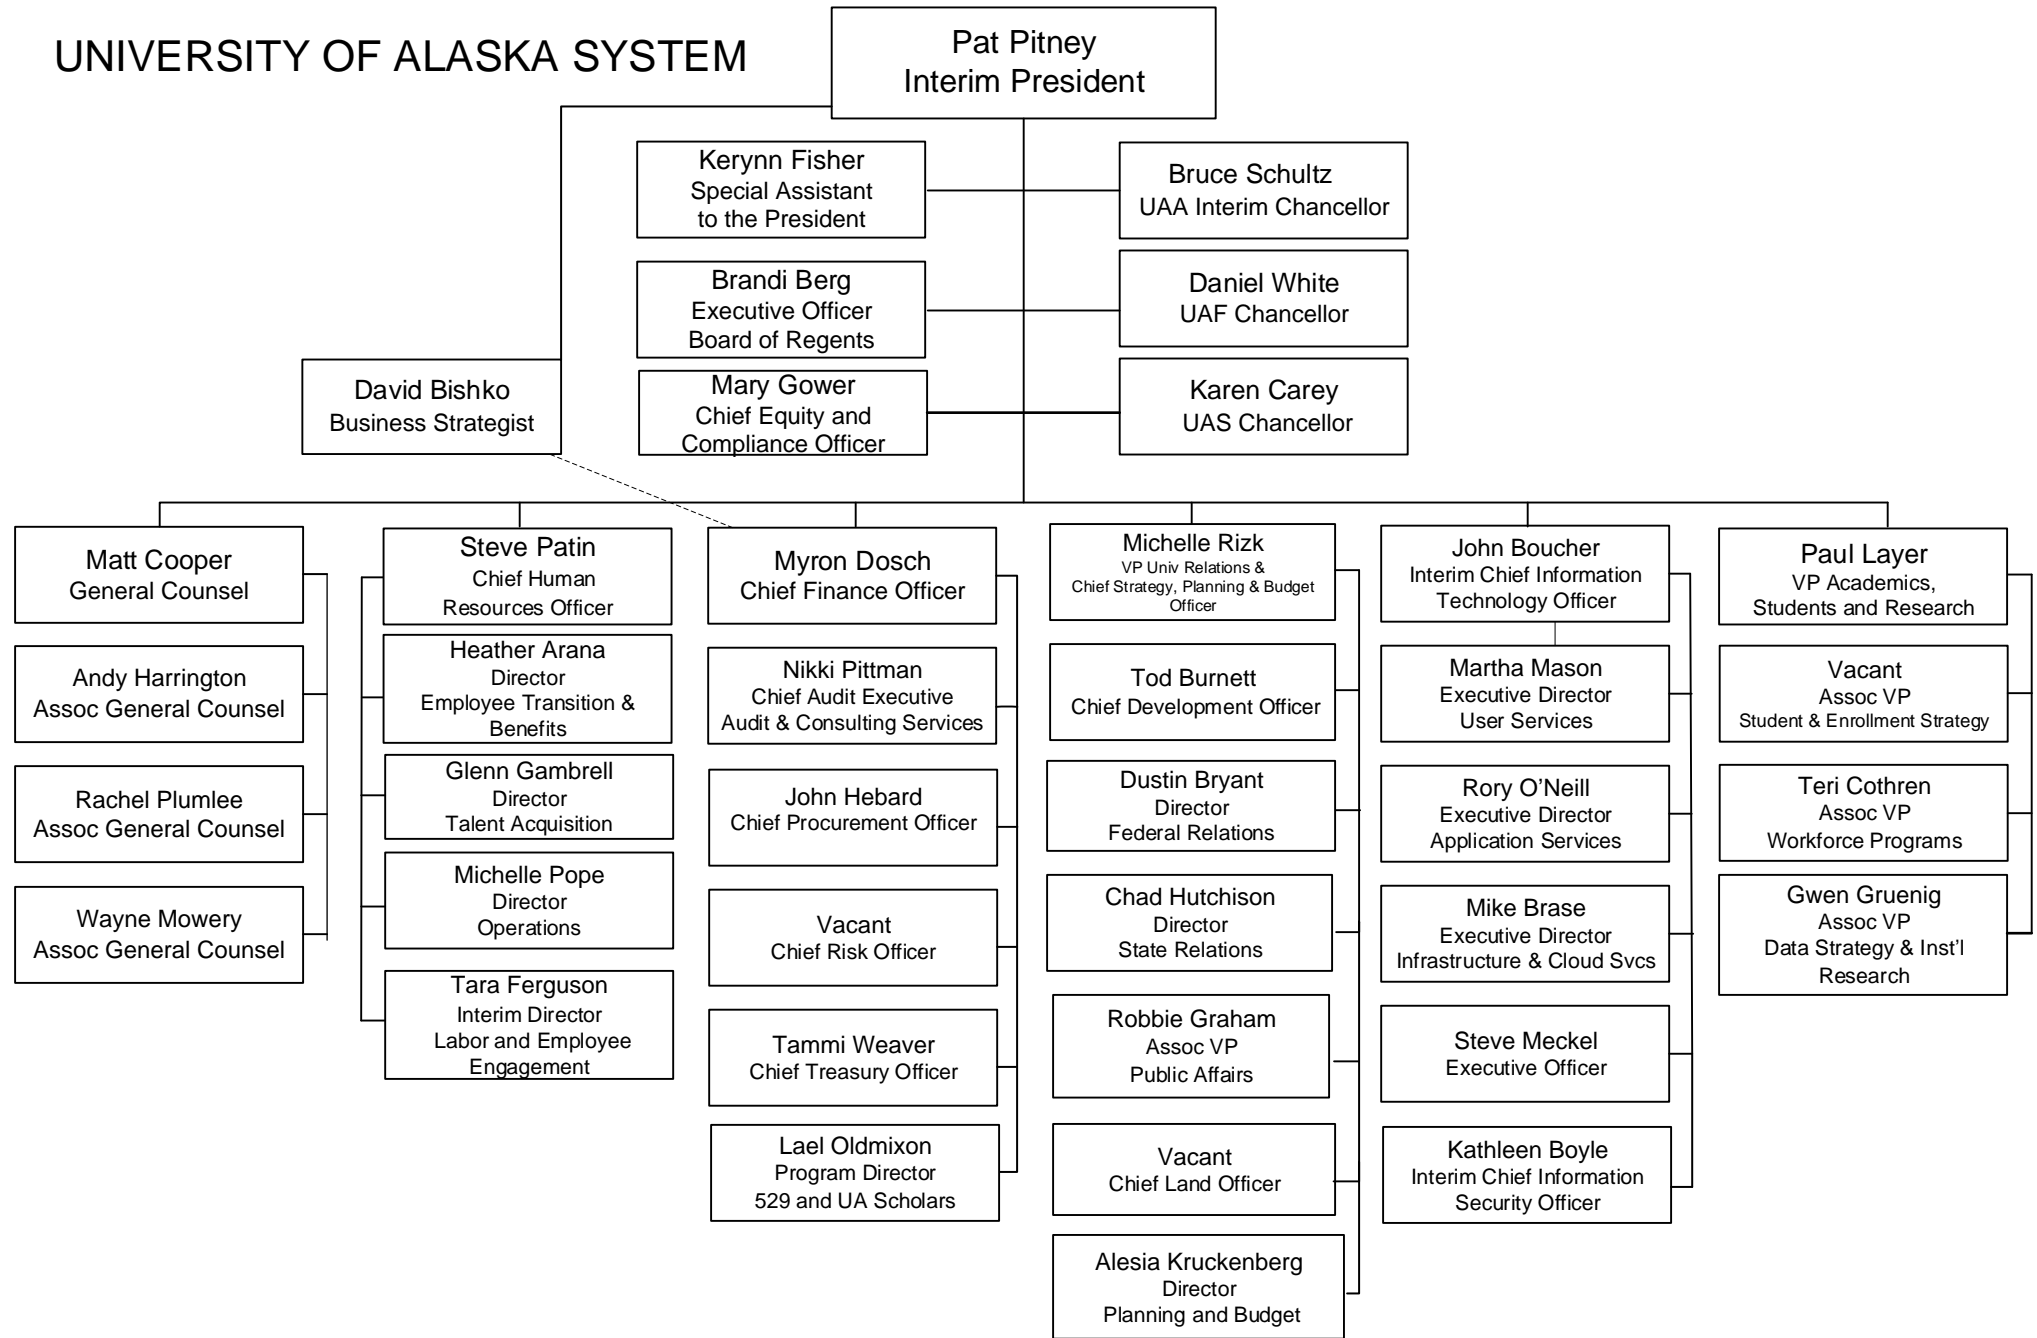 UNIVERSITY OF ALASKA SYSTEM
Pat Pitney
Interim President
Kerynn Fisher
Special Assistant
to the President
Bruce Schultz
UAA Interim Chancellor
Brandi Berg
Executive Officer
Board of Regents
Daniel White
UAF Chancellor
David Bishko
Business Strategist
Mary Gower
Chief Equity and
Compliance Officer
Karen Carey
UAS Chancellor
Matt Cooper
General Counsel
Andy Harrington
Assoc General Counsel
Rachel Plumlee
Assoc General Counsel
Wayne Mowery
Assoc General Counsel
Steve Patin
Chief Human
Resources Officer
Heather Arana
Director
Employee Transition &
Benefits
Glenn Gambrell
Director
Talent Acquisition
Michelle Pope
Director
Operations
Tara Ferguson
Interim Director
Labor and Employee
Engagement
Myron Dosch
Chief Finance Officer
Nikki Pittman
Chief Audit Executive
Audit & Consulting Services
John Hebard
Chief Procurement Officer
Vacant
Chief Risk Officer
Tammi Weaver
Chief Treasury Officer
Lael Oldmixon
Program Director
529 and UA Scholars
Michelle Rizk
VP Univ Relations &
Chief Strategy, Planning & Budget
Officer
Tod Burnett
Chief Development Officer
Dustin Bryant
Director
Federal Relations
Chad Hutchison
Director
State Relations
Robbie Graham
Assoc VP
Public Affairs
Vacant
Chief Land Officer
Alesia Kruckenberg
Director
Planning and Budget
John Boucher
Interim Chief Information
Technology Officer
Martha Mason
Executive Director
User Services
Rory O’Neill
Executive Director
Application Services
Mike Brase
Executive Director
Infrastructure & Cloud Svcs
Steve Meckel
Executive Officer
Kathleen Boyle
Interim Chief Information
Security Officer
Paul Layer
VP Academics,
Students and Research
Vacant
Assoc VP
Student & Enrollment Strategy
Teri Cothren
Assoc VP
Workforce Programs
Gwen Gruenig
Assoc VP
Data Strategy & Inst’l
Research